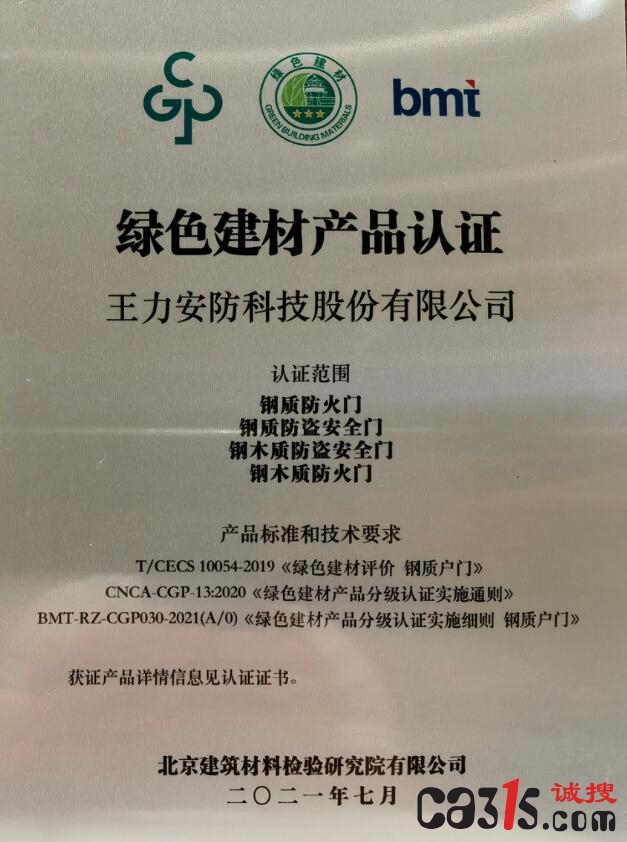 CGP
绿色建材
GREEN BUILDING MATERIALS
bmt
绿色建材产品认证
王力安防科技股份有限公司
认证范围
钢质防火门
钢质防盗安全门
钢木质防盗安全门
钢木质防火门
产品标准和技术要求
T/CECS 10054-2019《绿色建材评价 钢质户门》
CNCA-CGP-13:2020《绿色建材产品分级认证实施通则》
BMT-RZ-CGP030-2021(A/0)《绿色建材产品分级认证实施细则 钢质户门》
获证产品详情信息见认证证书。
北京建筑材料检验研究院有限公司
二〇二一年七月
诚搜
ca315.com